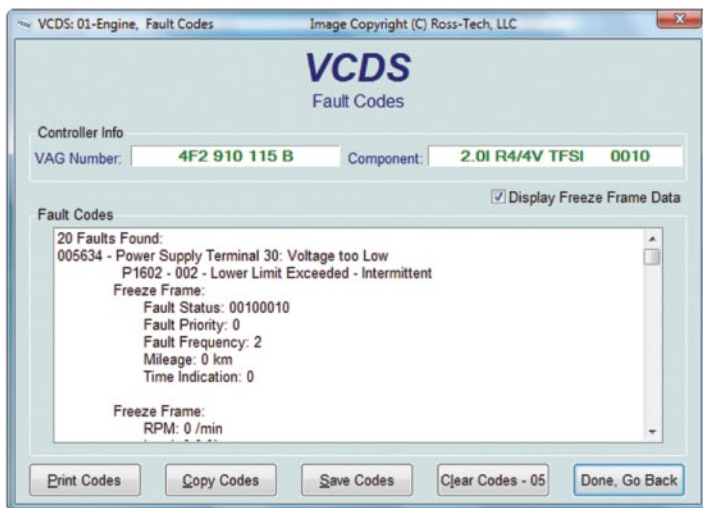 VCDS: 01-Engine, Fault Codes Image Copyright (C) Ross-Tech, LLC
VCDS
Fault Codes
Controller Info
VAG Number: 4F2 910 115 B Component: 2.0l R4/4V TFSI 0010
Display Freeze Frame Data
Fault Codes
20 Faults Found:
005634 - Power Supply Terminal 30: Voltage too Low
P1602 - 002 - Lower Limit Exceeded - Intermittent
Freeze Frame:
Fault Status: 00100010
Fault Priority: 0
Fault Frequency: 2
Mileage: 0 km
Time Indication: 0
Freeze Frame:
RPM: 0 /min
Print Codes Copy Codes Save Codes Clear Codes - 05 Done, Go Back